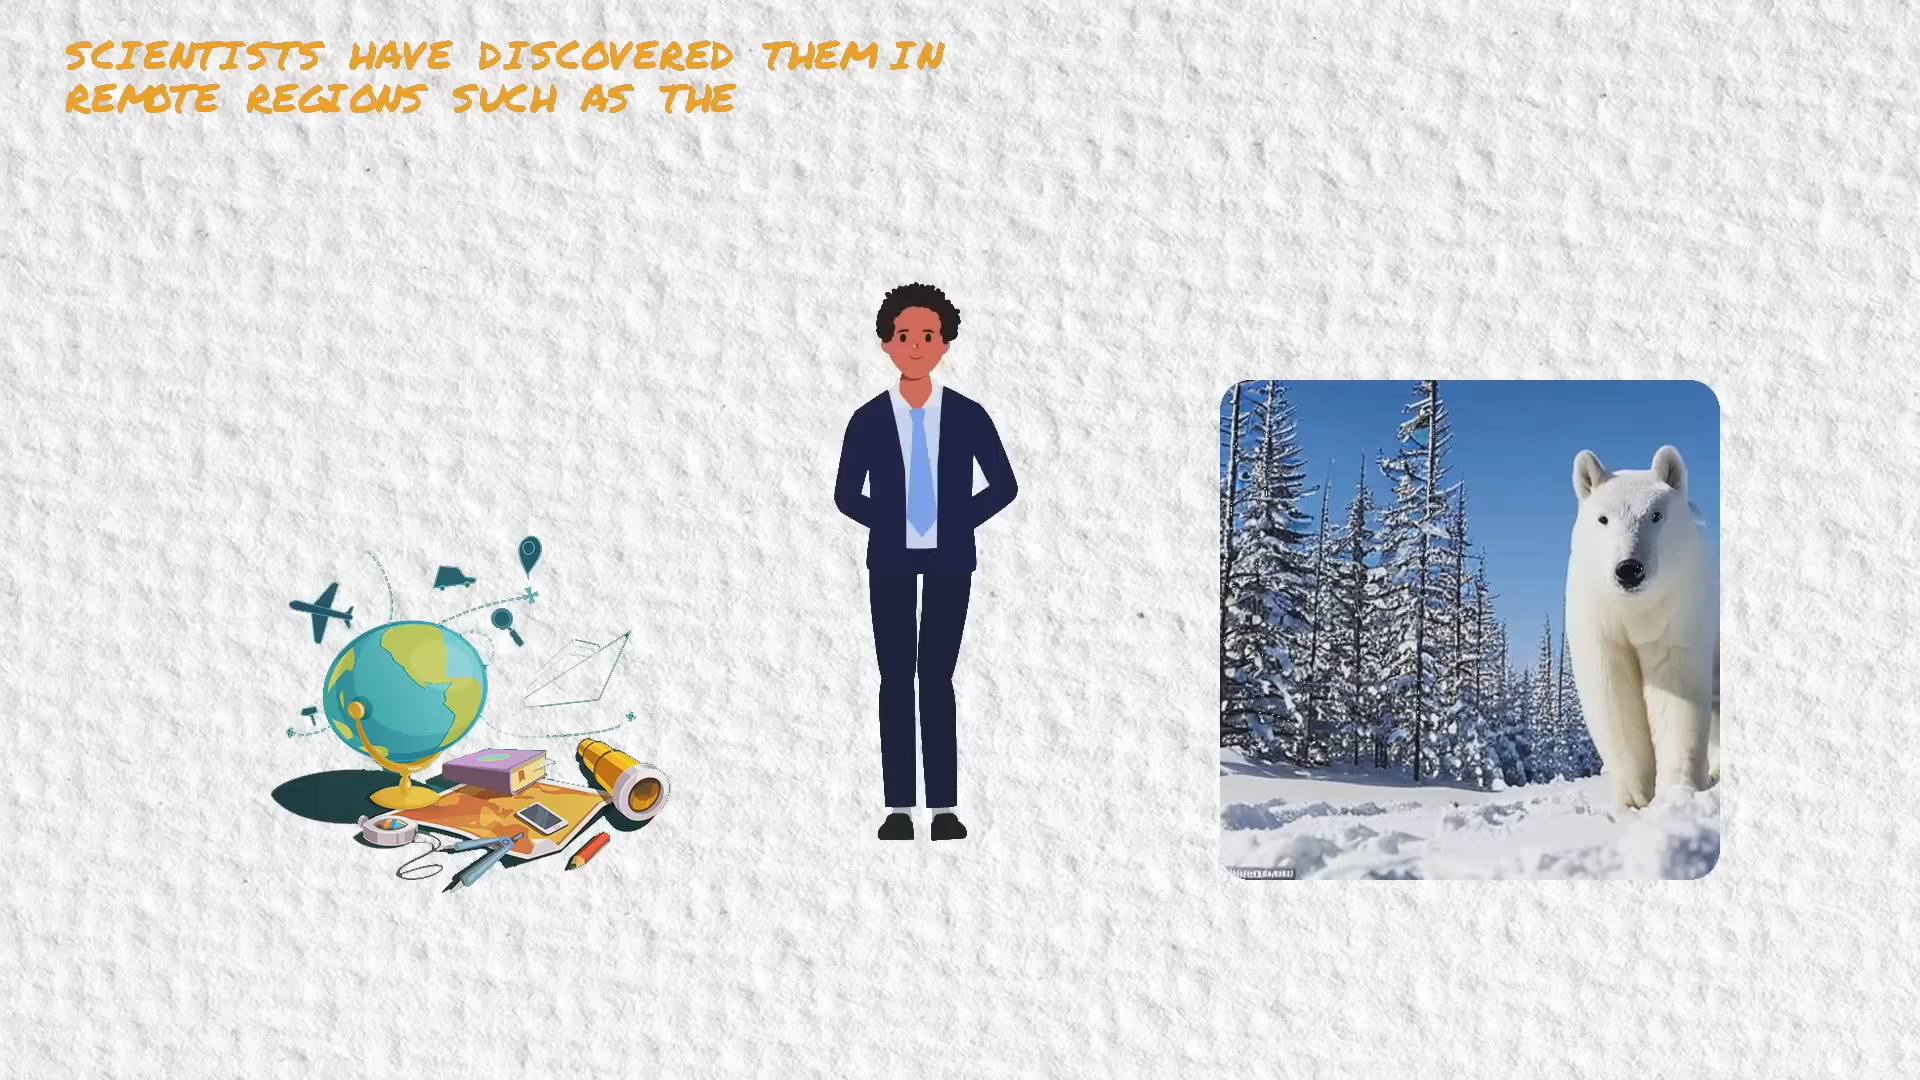 SCIENTISTS HAVE DISCOVERED THEM IN
REMOTE REGIONS SUCH AS THE